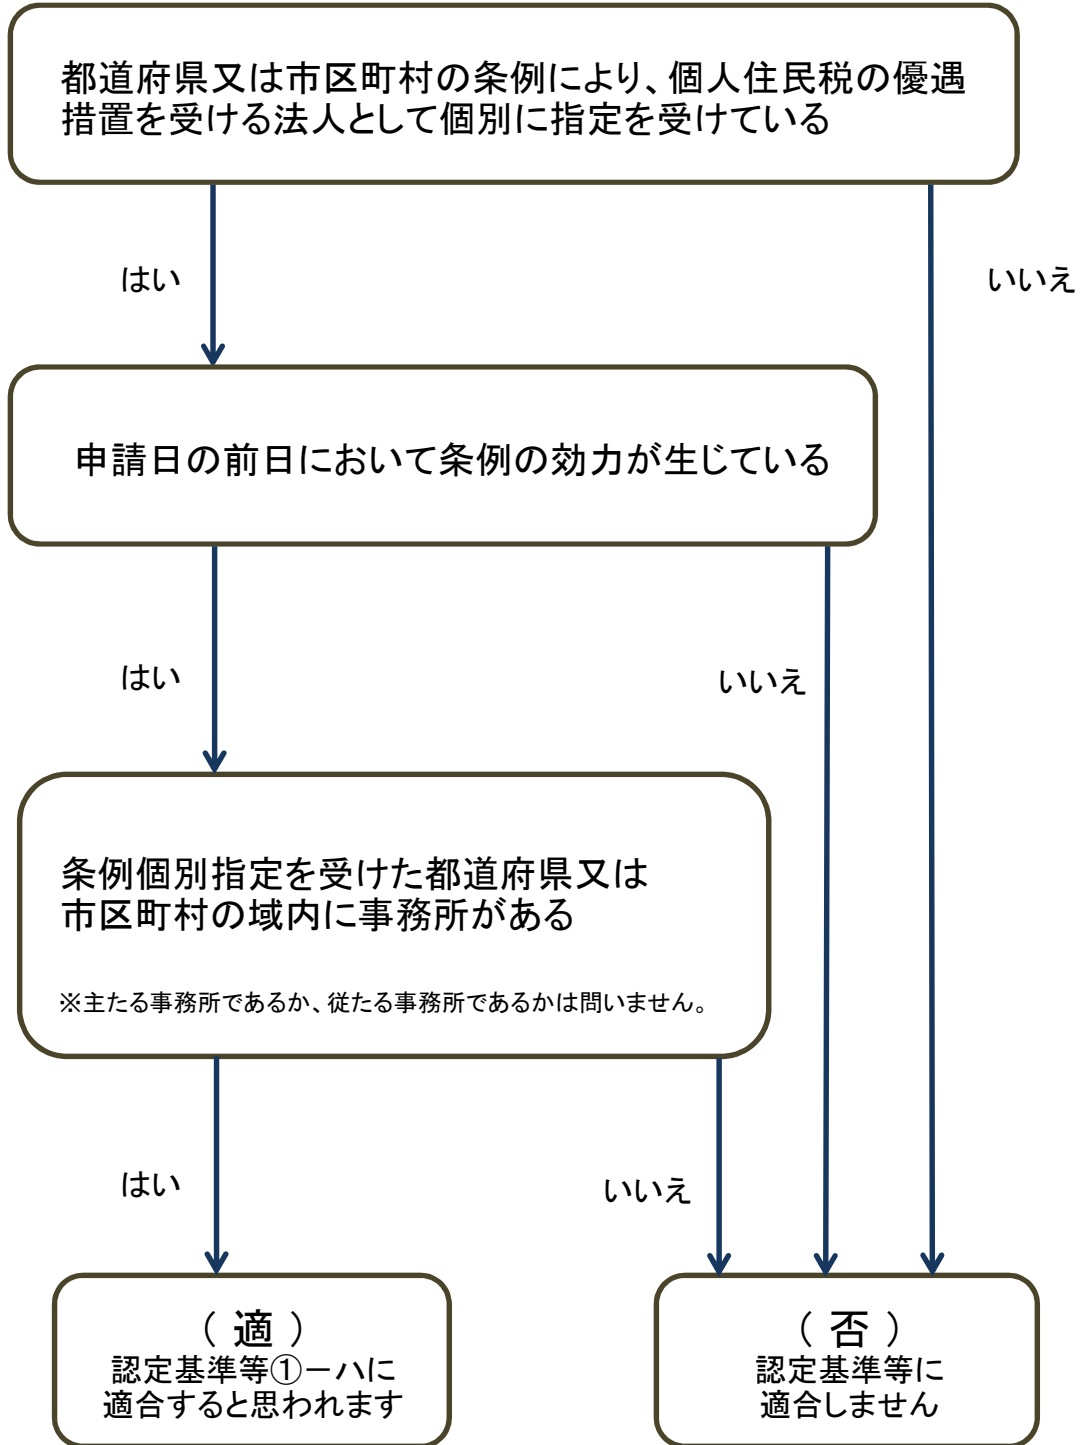 都道府県又は市区町村の条例により、個人住民税の優遇
措置を受ける法人として個別に指定を受けている
はい
いいえ
申請日の前日において条例の効力が生じている
はい
いいえ
条例個別指定を受けた都道府県又は
市区町村の域内に事務所がある
※主たる事務所であるか、従たる事務所であるかは問いません。
はい
いいえ
（ 適 ）
認定基準等①－ハに
適合すると思われます
（ 否 ）
認定基準等に
適合しません